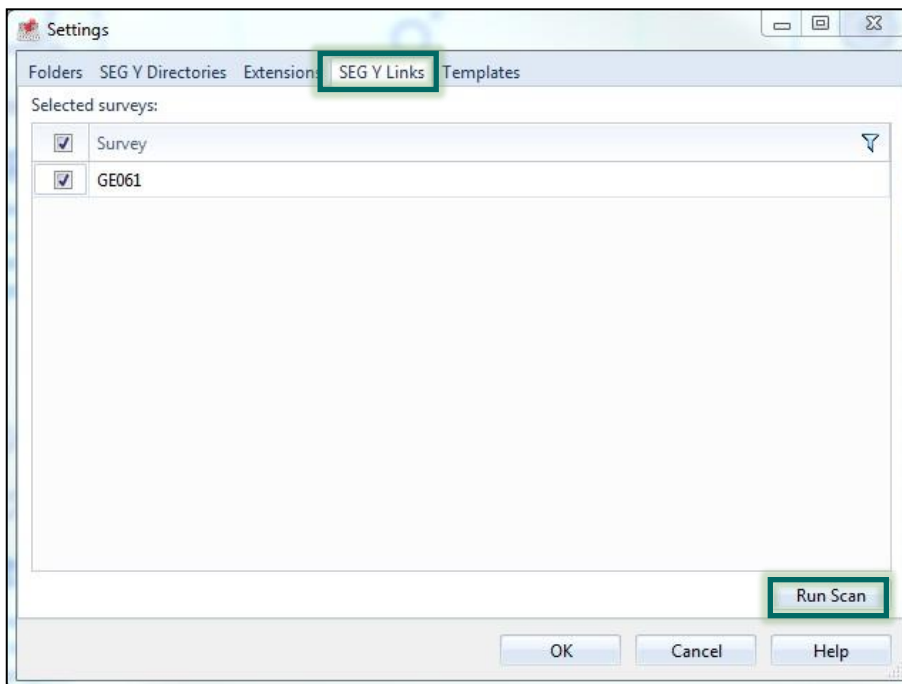 Settings
Folders SEG Y Directories Extension SEG Y Links Templates
Selected surveys:
Survey
GE061
Run Scan
OK Cancel Help